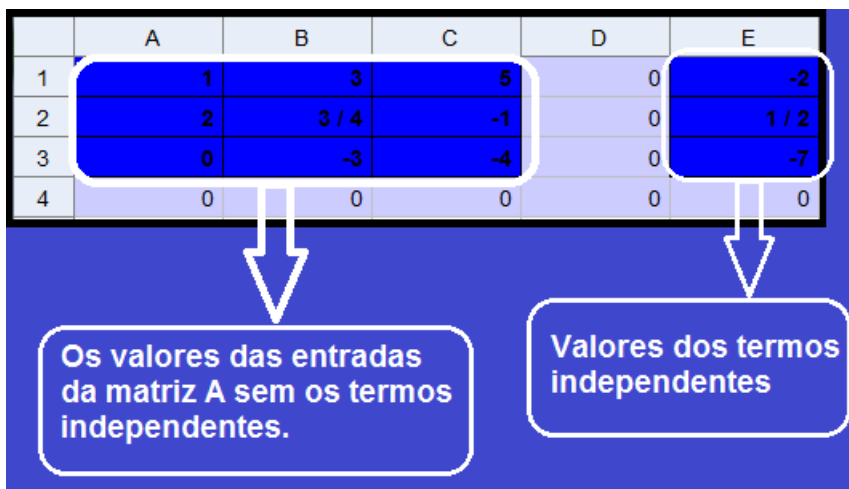 A B C D E
1 1 3 5 0 -2
2 2 3 / 4 -1 0 1 / 2
3 0 -3 -4 0 -7
4 0 0 0 0 0
Os valores das entradas
da matriz A sem os termos
independentes.
Valores dos termos
independentes